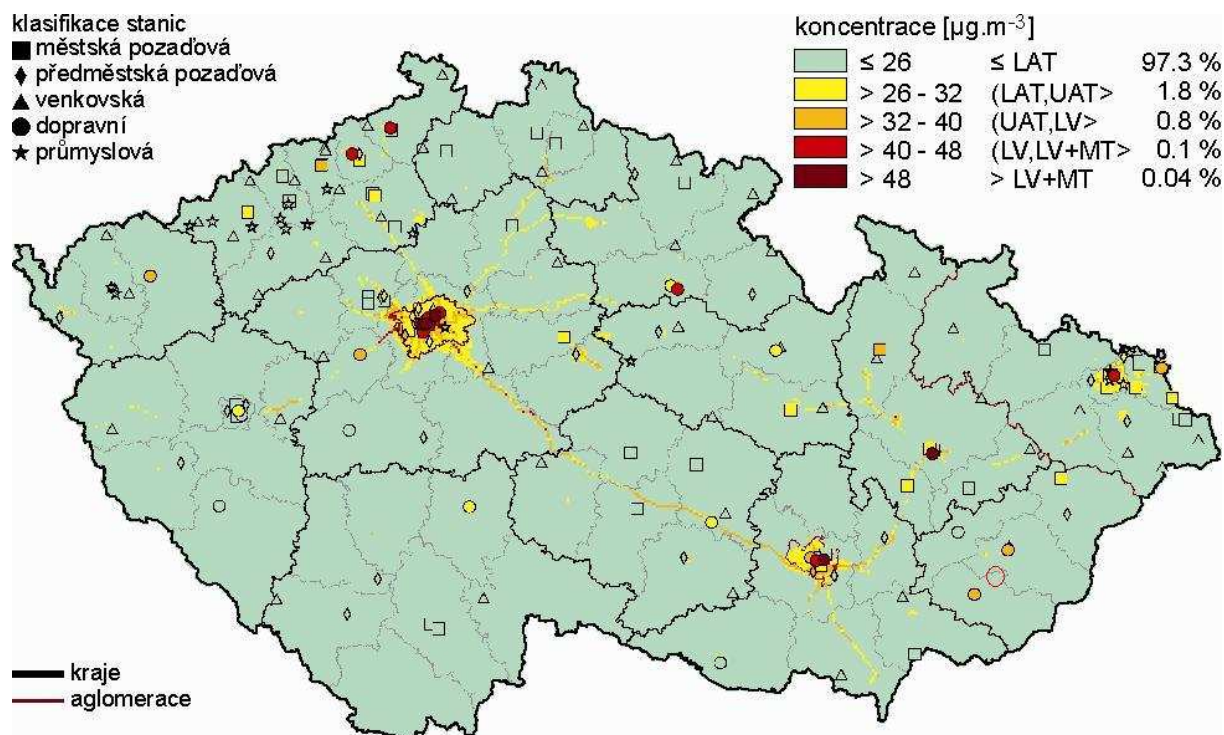 klasifikace stanic
městská pozaďová
předměstská pozaďová
venkovská
dopravní
průmyslová
koncentrace [µg.m⁻³]
≤ 26 ≤ LAT 97.3 %
> 26 - 32 (LAT,UAT> 1.8 %
> 32 - 40 (UAT,LV> 0.8 %
> 40 - 48 (LV,LV+MT> 0.1 %
> 48 > LV+MT 0.04 %
kraje
aglomerace